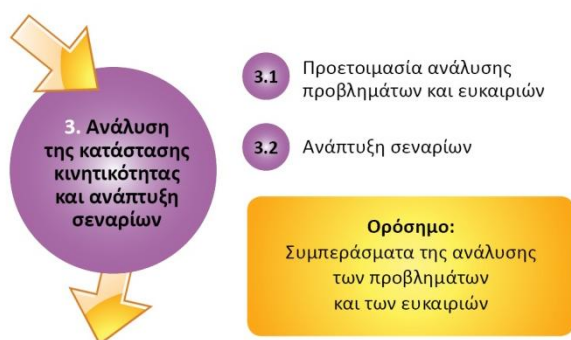 3. Ανάλυση
της κατάστασης
κινητικότητας
και ανάπτυξη
σεναρίων
3.1 Προετοιμασία ανάλυσης
προβλημάτων και ευκαιριών
3.2 Ανάπτυξη σεναρίων
Ορόσημο:
Συμπεράσματα της ανάλυσης
των προβλημάτων
και των ευκαιριών